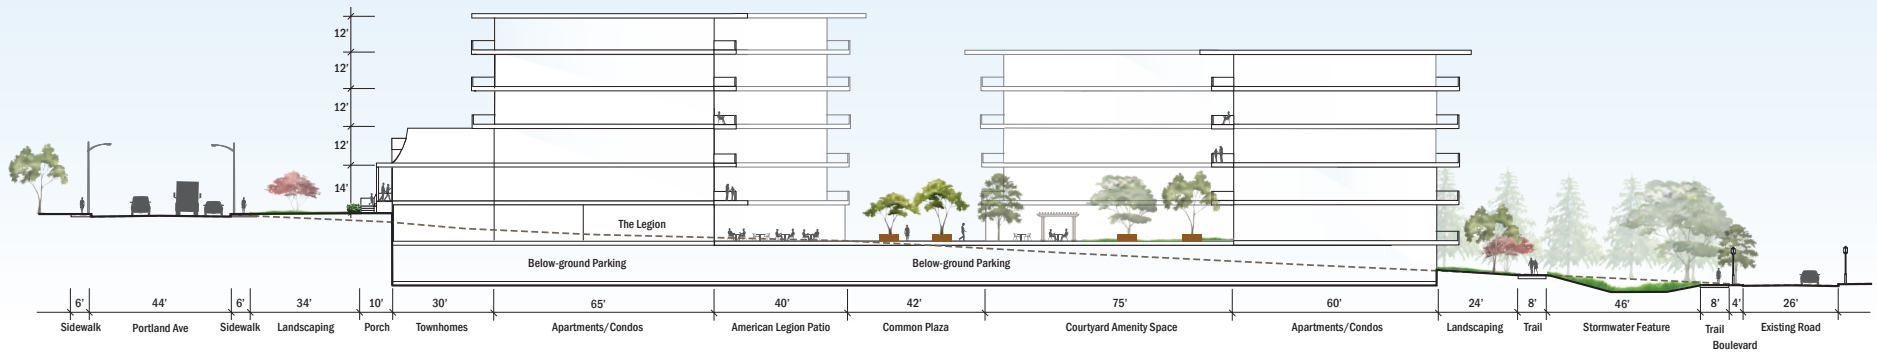 12'
12'
12'
12'
14'
The Legion
Below-ground Parking
Below-ground Parking
6'
44'
6'
34'
10'
30'
65'
40'
42'
75'
60'
24'
8'
46'
8'
4'
26'
Sidewalk
Portland Ave
Sidewalk
Landscaping
Porch
Townhomes
Apartments/Condos
American Legion Patio
Common Plaza
Courtyard Amenity Space
Apartments/Condos
Landscaping
Trail
Stormwater Feature
Trail
Boulevard
Existing Road